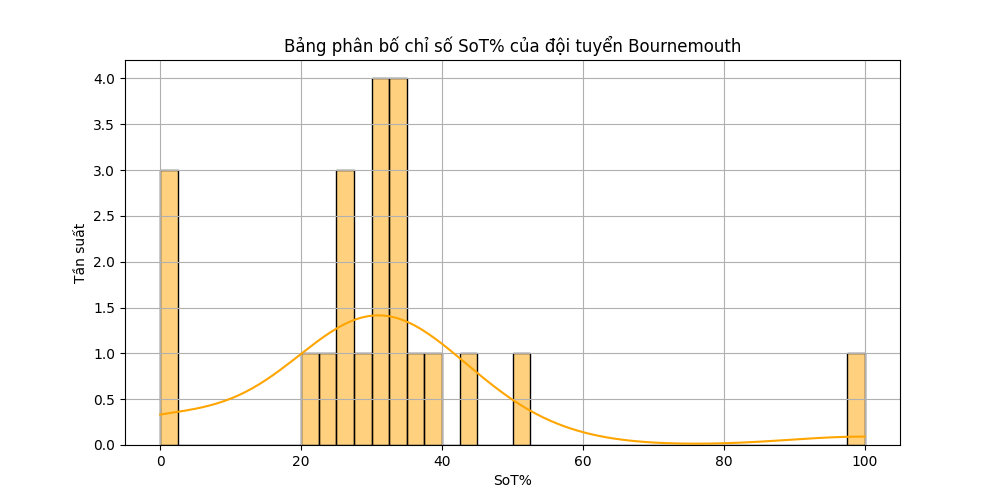 Bảng phân bố chỉ số SoT% của đội tuyển Bournemouth
4.0
3.5
3.0
2.5
2.0
1.5
1.0
0.5
0.0
Tần suất
0 20 40 60 80 100
SoT%